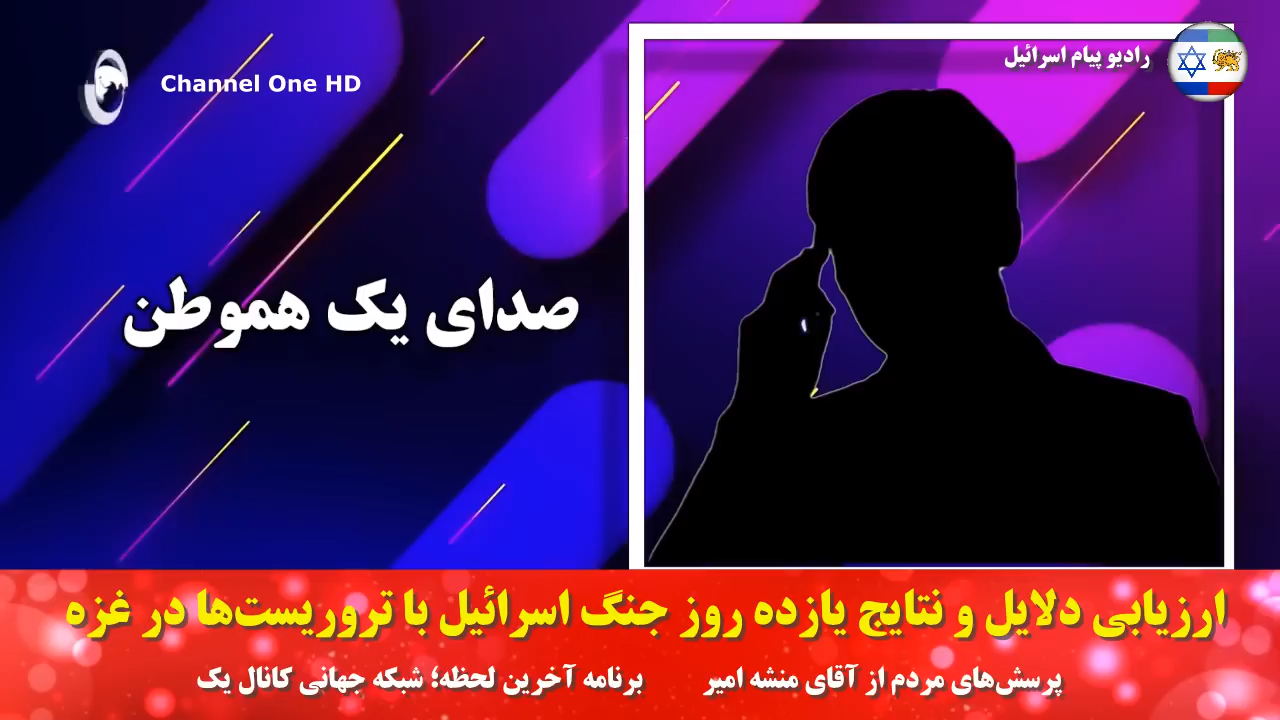 رادیو پیام اسرائیل
Channel One HD
صدای یک هموطن
ارزیابی دلایل و نتایج یازده روز جنگ اسرائیل با تروریست‌ها در غزه
پرسش‌های مردم از آقای منشه امیر برنامه آخرین لحظه؛ شبکه جهانی کانال یک